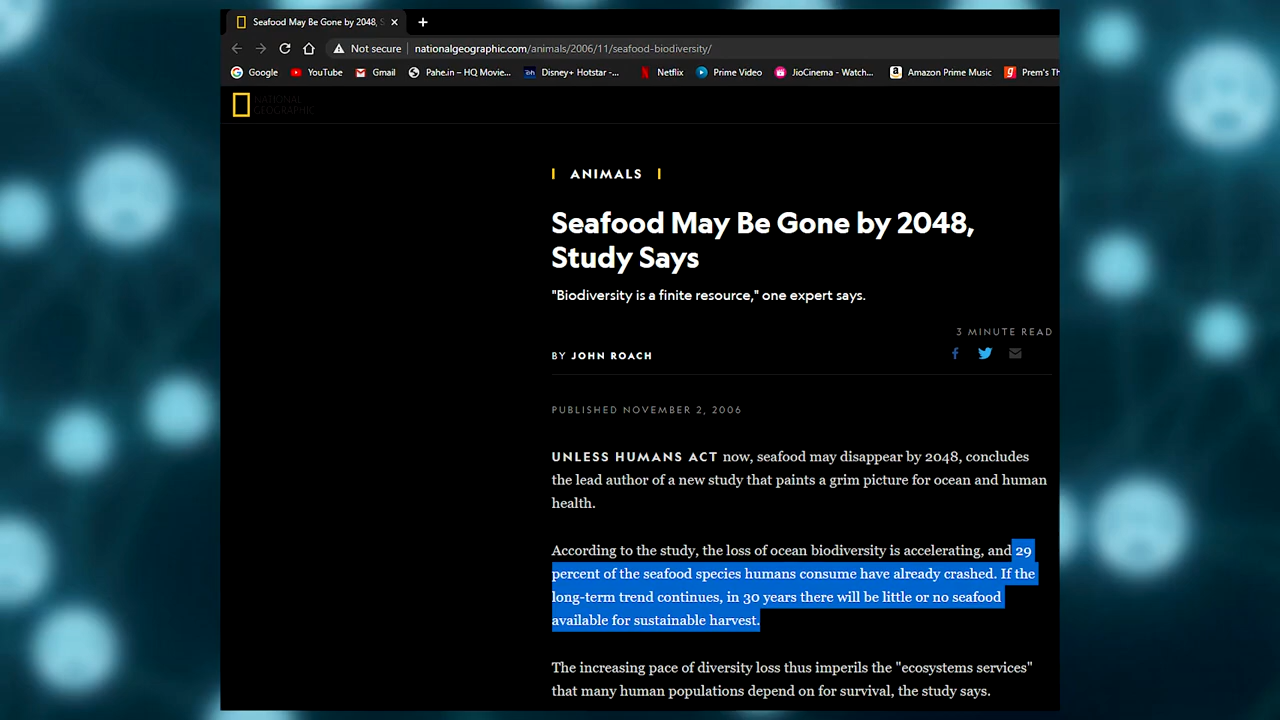 Seafood May Be Gone by 2048, S
Not secure
nationalgeographic.com/animals/2006/11/seafood-biodiversity/
Google
YouTube
Gmail
Pahe.in – HQ Movie...
Disney+ Hotstar -...
Netflix
Prime Video
JioCinema - Watch...
Amazon Prime Music
Prem's Th
NATIONAL
GEOGRAPHIC
ANIMALS
Seafood May Be Gone by 2048,
Study Says
"Biodiversity is a finite resource," one expert says.
3 MINUTE READ
BY JOHN ROACH
PUBLISHED NOVEMBER 2, 2006
UNLESS HUMANS ACT now, seafood may disappear by 2048, concludes
the lead author of a new study that paints a grim picture for ocean and human
health.
According to the study, the loss of ocean biodiversity is accelerating, and 29
percent of the seafood species humans consume have already crashed. If the
long-term trend continues, in 30 years there will be little or no seafood
available for sustainable harvest.
The increasing pace of diversity loss thus imperils the "ecosystems services"
that many human populations depend on for survival, the study says.